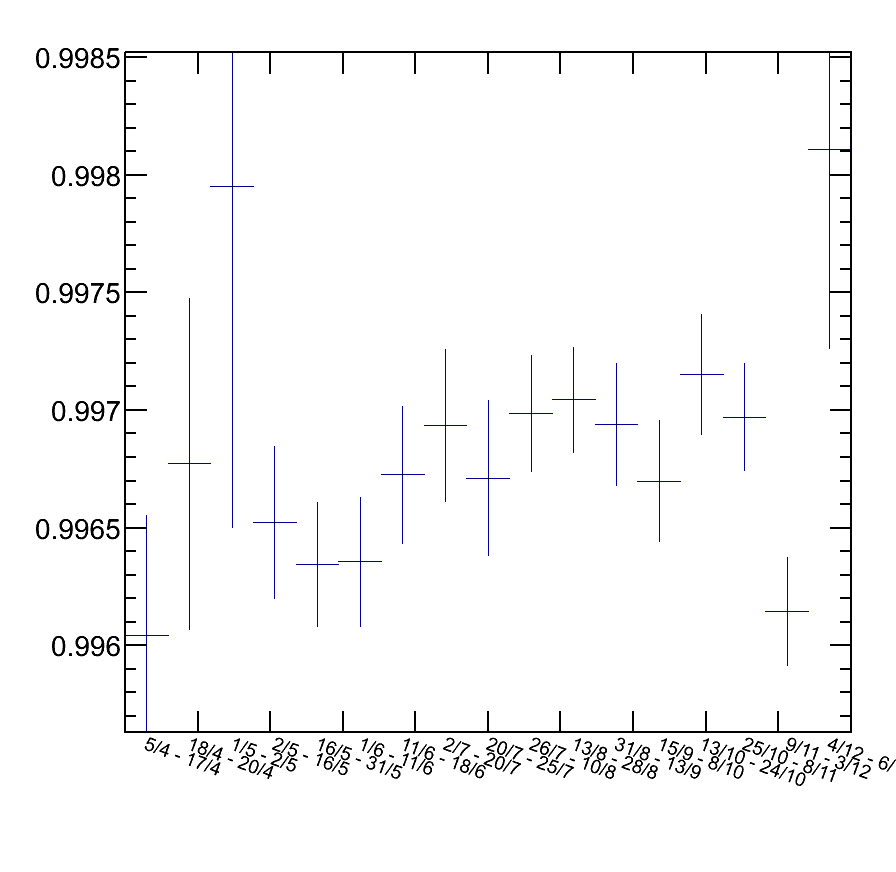 0.9985
0.998
0.9975
0.997
0.9965
0.996
5/4 - 17/4
18/4 - 20/4
1/5 - 2/5
2/5 - 16/5
16/5 - 31/5
1/6 - 11/6
11/6 - 18/6
2/7 - 20/7
20/7 - 25/7
26/7 - 10/8
13/8 - 28/8
31/8 - 13/9
15/9 - 8/10
13/10 - 24/10
25/10 - 8/11
9/11 - 3/12
4/12 - 6/